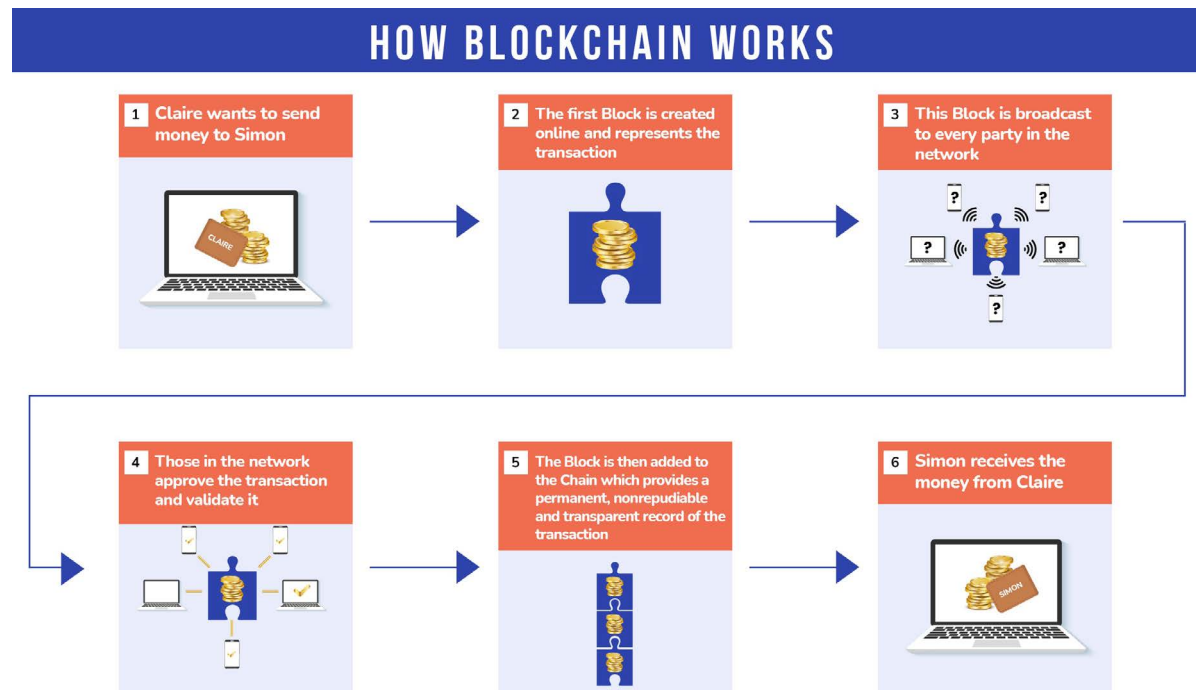 HOW BLOCKCHAIN WORKS
1 Claire wants to send
money to Simon
CLAIRE
2 The first Block is created
online and represents the
transaction
3 This Block is broadcast
to every party in the
network
?
?
?
?
?
4 Those in the network
approve the transaction
and validate it
5 The Block is then added to
the Chain which provides a
permanent, nonrepudiable
and transparent record of the
transaction
6 Simon receives the
money from Claire
SIMON